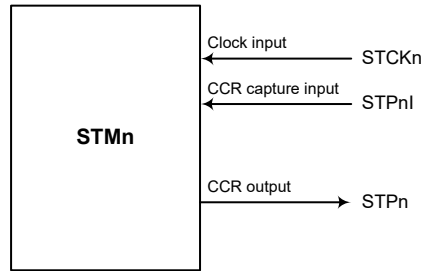 Clock input
STCKn
CCR capture input
STPnI
STMn
CCR output
STPn